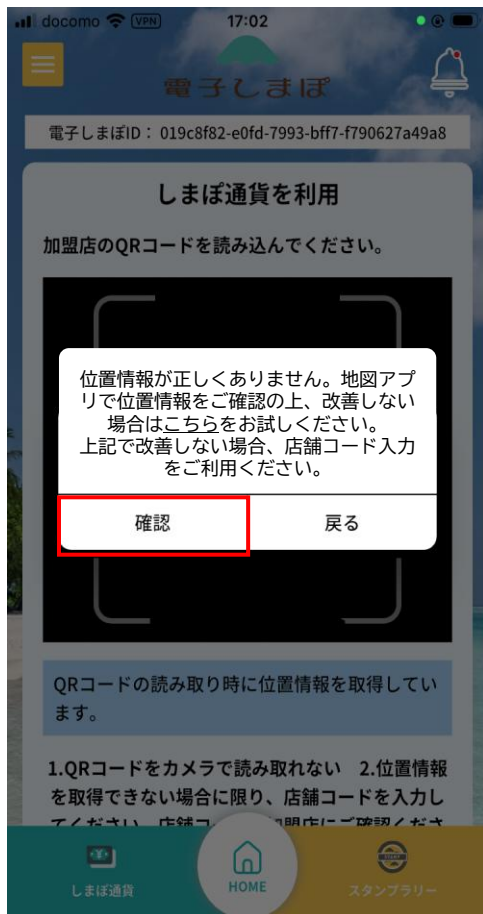 docomo VPN 17:02
電子しまぽ
電子しまぽID： 019c8f82-e0fd-7993-bff7-f790627a49a8
しまぽ通貨を利用
加盟店のQRコードを読み込んでください。
位置情報が正しくありません。地図アプ
リで位置情報をご確認の上、改善しない
場合はこちらをお試しください。
上記で改善しない場合、店舗コード入力
をご利用ください。
確認 戻る
QRコードの読み取り時に位置情報を取得してい
ます。
1.QRコードをカメラで読み取れない 2.位置情報
を取得できない場合に限り、店舗コードを入力し
てください
しまぽ通貨 HOME スタンプラリー